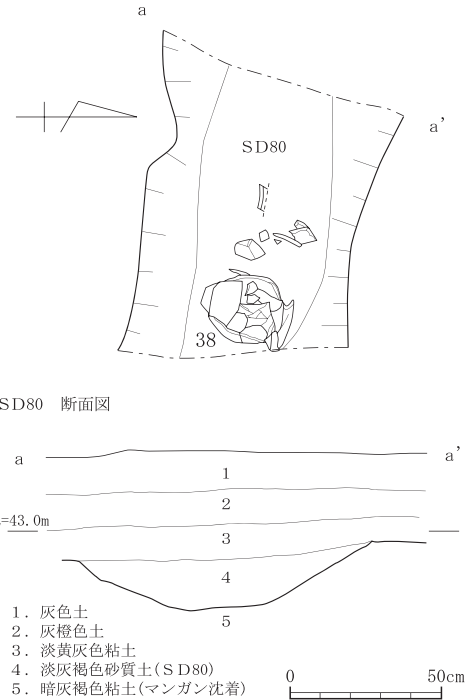 a
a’
SD80
38
SD80　断面図
a
a’
1
2
=43.0m
3
4
5
1．灰色土
2．灰橙色土
3．淡黄灰色粘土
4．淡灰褐色砂質土(SD80)
5．暗灰褐色粘土(マンガン沈着)
0
50cm